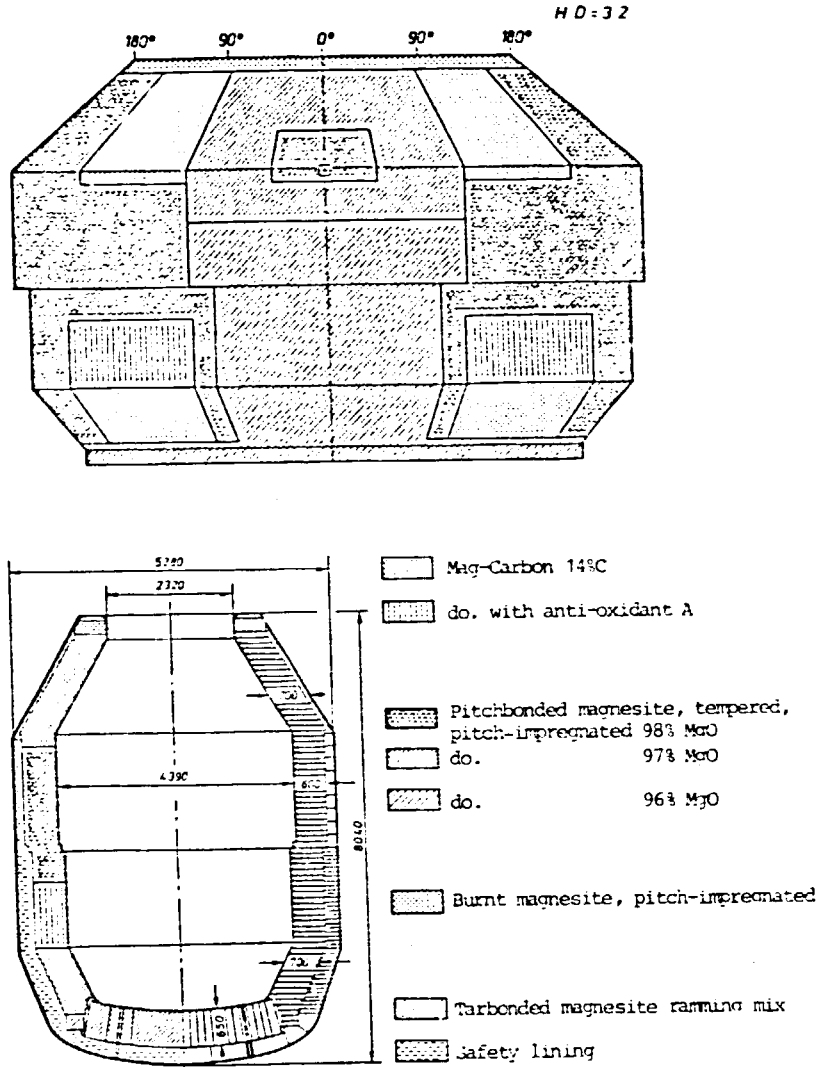 H D = 3 2
180° 90° 0° 90° 180°
5280
2320
4390
8040
650
Mag-Carbon 14%C
do. with anti-oxidant A
Pitchbonded magnesite, tempered,
pitch-impregnated 98% MgO
do. 97% MgO
do. 96% MgO
Burnt magnesite, pitch-impregnated
Tarbonded magnesite ramming mix
Safety lining